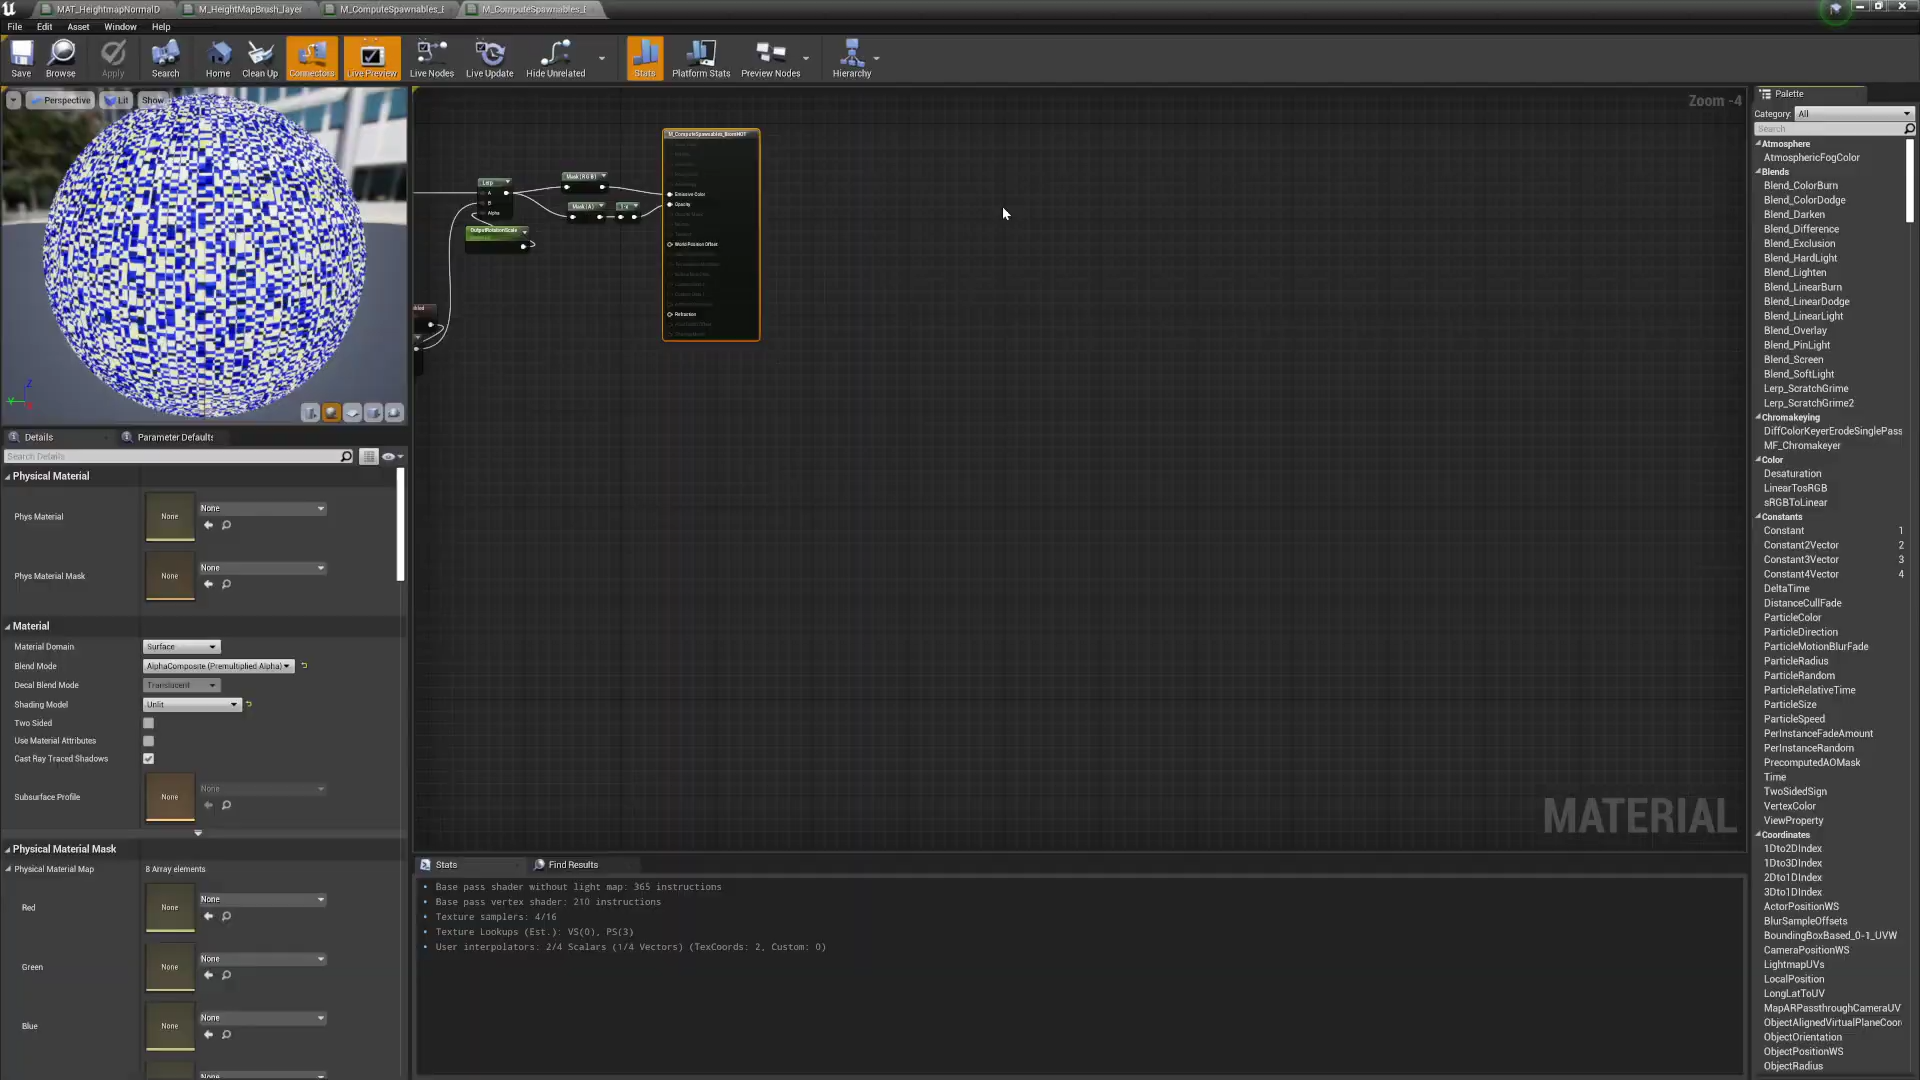 MAT_HeightmapNormalD
M_HeightMapBrush_layer
M_ComputeSpawnables_E
M_ComputeSpawnables_E
File Edit Asset Window Help
Save
Browse
Apply
Search
Home
Clean Up
Connectors
Live Preview
Live Nodes
Live Update
Hide Unrelated
Stats
Platform Stats
Preview Nodes
Hierarchy
Perspective Lit Show
Zoom -4
Lerp
A
B
Alpha
OutputRotationScale
Mask ( R G B )
Mask ( A )
1-x
Emissive Color
Opacity
World Position Offset
Refraction
MATERIAL
Details
Parameter Defaults
Search Details
Physical Material
Phys Material
None
None
Phys Material Mask
None
None
Material
Material Domain
Surface
Blend Mode
AlphaComposite (Premultiplied Alpha)
Decal Blend Mode
Translucent
Shading Model
Unlit
Two Sided
Use Material Attributes
Cast Ray Traced Shadows
Subsurface Profile
None
None
Physical Material Mask
Physical Material Map
8 Array elements
Red
None
None
Green
None
None
Blue
None
None
None
Stats
Find Results
Base pass shader without light map: 365 instructions
Base pass vertex shader: 210 instructions
Texture samplers: 4/16
Texture Lookups (Est.): VS(0), PS(3)
User interpolators: 2/4 Scalars (1/4 Vectors) (TexCoords: 2, Custom: 0)
Palette
Category: All
Search
Atmosphere
AtmosphericFogColor
Blends
Blend_ColorBurn
Blend_ColorDodge
Blend_Darken
Blend_Difference
Blend_Exclusion
Blend_HardLight
Blend_Lighten
Blend_LinearBurn
Blend_LinearDodge
Blend_LinearLight
Blend_Overlay
Blend_PinLight
Blend_Screen
Blend_SoftLight
Lerp_ScratchGrime
Lerp_ScratchGrime2
Chromakeying
DiffColorKeyerErodeSinglePass
MF_Chromakeyer
Color
Desaturation
LinearTosRGB
sRGBToLinear
Constants
Constant 1
Constant2Vector 2
Constant3Vector 3
Constant4Vector 4
DeltaTime
DistanceCullFade
ParticleColor
ParticleDirection
ParticleMotionBlurFade
ParticleRadius
ParticleRandom
ParticleRelativeTime
ParticleSize
ParticleSpeed
PerInstanceFadeAmount
PerInstanceRandom
PrecomputedAOMask
Time
TwoSidedSign
VertexColor
ViewProperty
Coordinates
1Dto2DIndex
1Dto3DIndex
2Dto1DIndex
3Dto1DIndex
ActorPositionWS
BlurSampleOffsets
BoundingBoxBased_0-1_UVW
CameraPositionWS
LightmapUVs
LocalPosition
LongLatToUV
MapARPassthroughCameraUV
ObjectAlignedVirtualPlaneCoor
ObjectOrientation
ObjectPositionWS
ObjectRadius